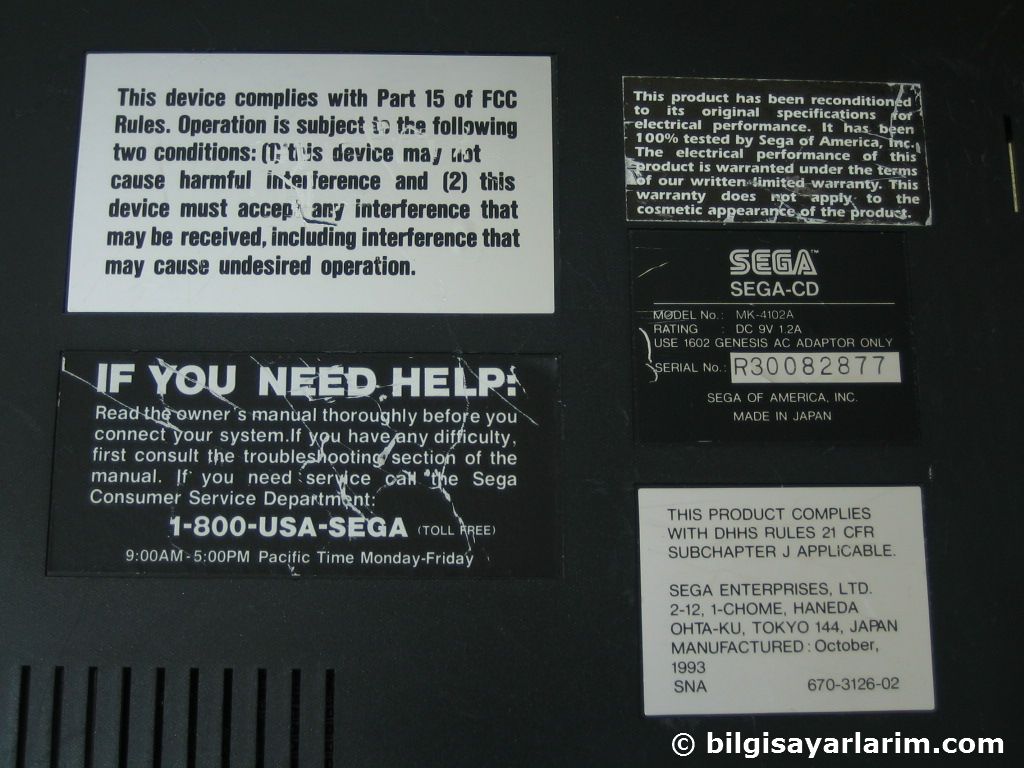 This device complies with Part 15 of FCC
Rules. Operation is subject to the following
two conditions: (1) this device may not
cause harmful interference and (2) this
device must accept any interference that
may be received, including interference that
may cause undesired operation.
This product has been reconditioned
to its original specifications for
electrical performance. It has been
100% tested by Sega of America, Inc.
The electrical performance of this
product is warranted under the terms
of our written limited warranty. This
warranty does not apply to the
cosmetic appearance of the product.
SEGA™
SEGA-CD
MODEL No.: MK-4102A
RATING : DC 9V 1.2A
USE 1602 GENESIS AC ADAPTOR ONLY
SERIAL No.: R30082877
SEGA OF AMERICA, INC.
MADE IN JAPAN
IF YOU NEED HELP:
Read the owner's manual thoroughly before you
connect your system.If you have any difficulty,
first consult the troubleshooting section of the
manual. If you need service call the Sega
Consumer Service Department:
1-800-USA-SEGA (TOLL FREE)
9:00AM-5:00PM Pacific Time Monday-Friday
THIS PRODUCT COMPLIES
WITH DHHS RULES 21 CFR
SUBCHAPTER J APPLiCABLE.
SEGA ENTERPRISES, LTD.
2-12, 1-CHOME, HANEDA
OHTA-KU, TOKYO 144, JAPAN
MANUFACTURED: October,
1993
SNA 670-3126-02
© bilgisayarlarim.com